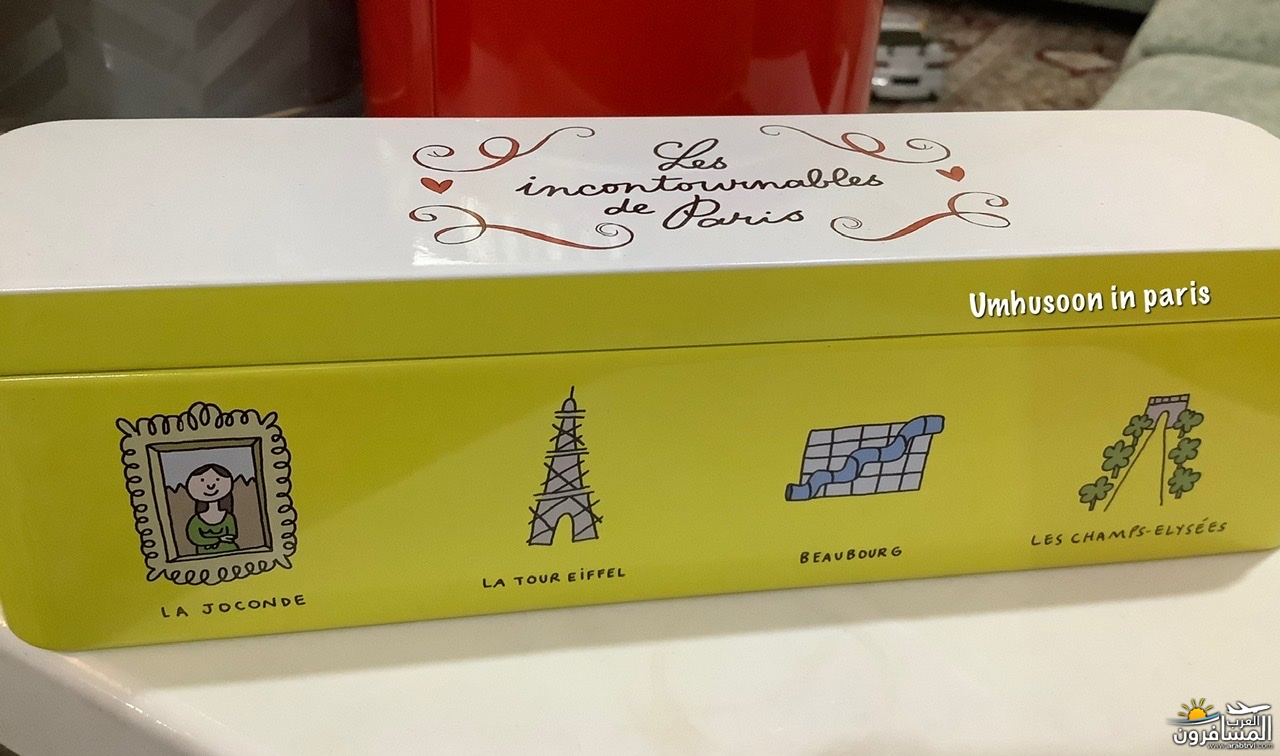 Les
incontournables
de Paris
Umhusoon in paris
LA JOCONDE
LA TOUR EiFFEL
BEAUBOURG
LES CHAMPS-ELYSÉES
العرب
المسافرون
www.arabtrvl.com